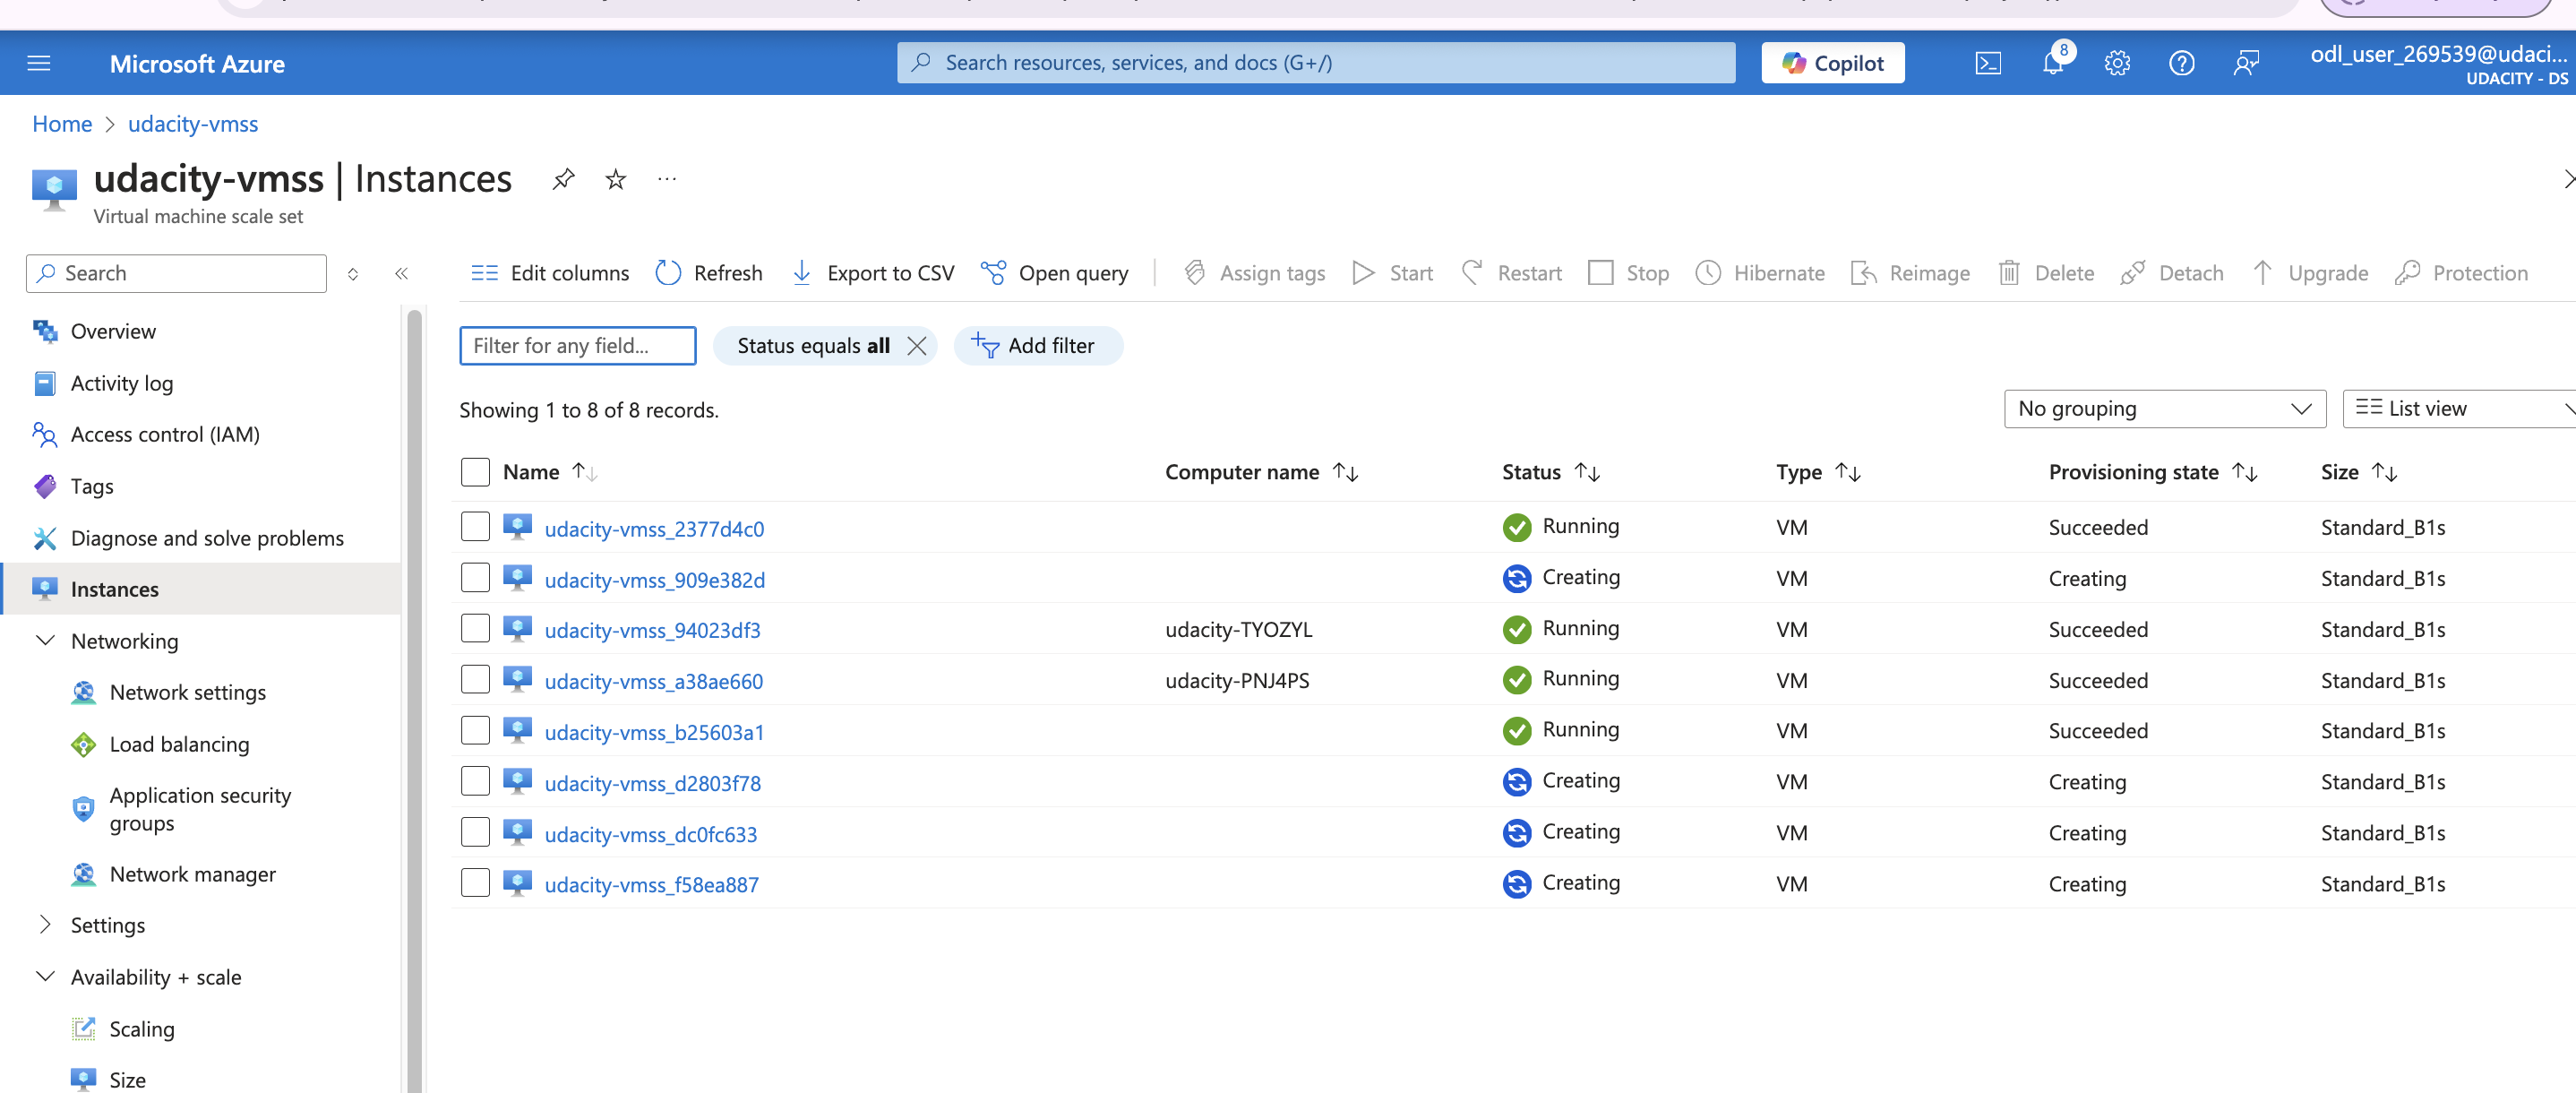 Microsoft Azure
Search resources, services, and docs (G+/)
Copilot
8
odl_user_269539@udaci...
UDACITY - DS
Home > udacity-vmss
udacity-vmss | Instances
Virtual machine scale set
Search
Edit columns
Refresh
Export to CSV
Open query
Assign tags
Start
Restart
Stop
Hibernate
Reimage
Delete
Detach
Upgrade
Protection
Overview
Activity log
Access control (IAM)
Tags
Diagnose and solve problems
Instances
Networking
Network settings
Load balancing
Application security
groups
Network manager
Settings
Availability + scale
Scaling
Size
Filter for any field...
Status equals all
Add filter
Showing 1 to 8 of 8 records.
No grouping
List view
Name Computer name Status Type Provisioning state Size
udacity-vmss_2377d4c0 Running VM Succeeded Standard_B1s
udacity-vmss_909e382d Creating VM Creating Standard_B1s
udacity-vmss_94023df3 udacity-TYOZYL Running VM Succeeded Standard_B1s
udacity-vmss_a38ae660 udacity-PNJ4PS Running VM Succeeded Standard_B1s
udacity-vmss_b25603a1 Running VM Succeeded Standard_B1s
udacity-vmss_d2803f78 Creating VM Creating Standard_B1s
udacity-vmss_dc0fc633 Creating VM Creating Standard_B1s
udacity-vmss_f58ea887 Creating VM Creating Standard_B1s